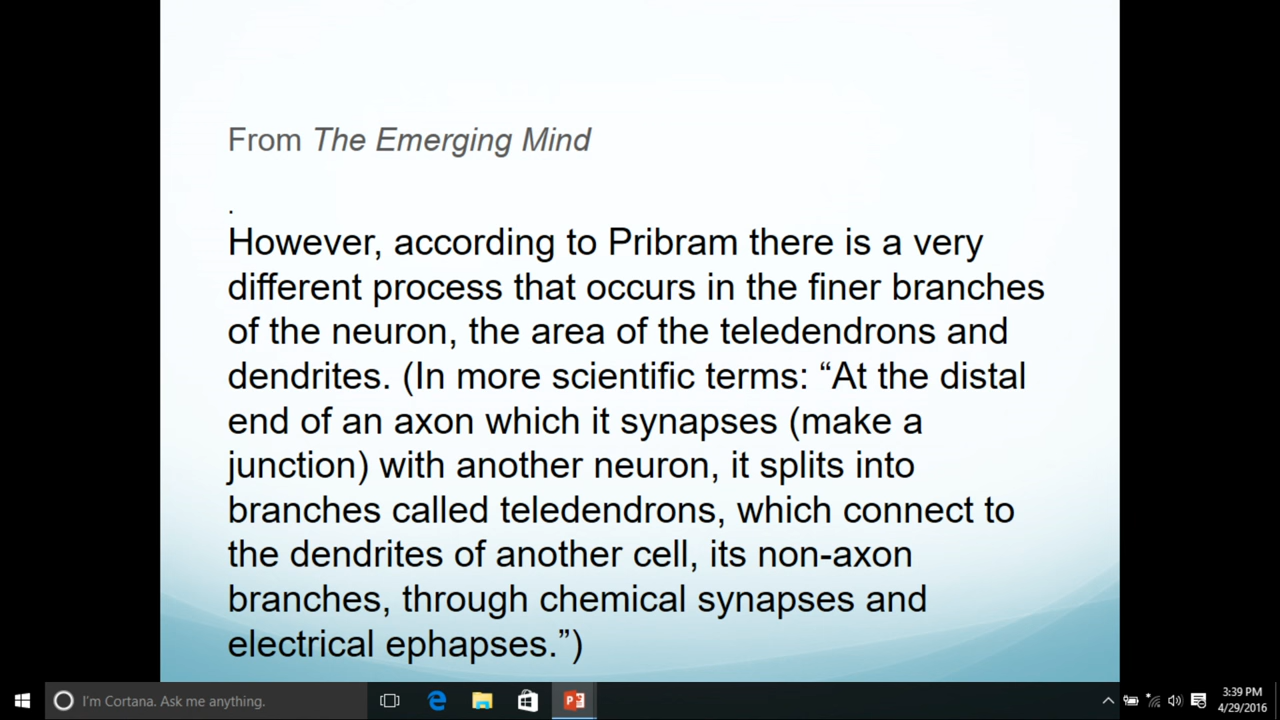 From The Emerging Mind
.
However, according to Pribram there is a very
different process that occurs in the finer branches
of the neuron, the area of the teledendrons and
dendrites. (In more scientific terms: “At the distal
end of an axon which it synapses (make a
junction) with another neuron, it splits into
branches called teledendrons, which connect to
the dendrites of another cell, its non-axon
branches, through chemical synapses and
electrical ephapses.”)
I'm Cortana. Ask me anything.
3:39 PM
4/29/2016